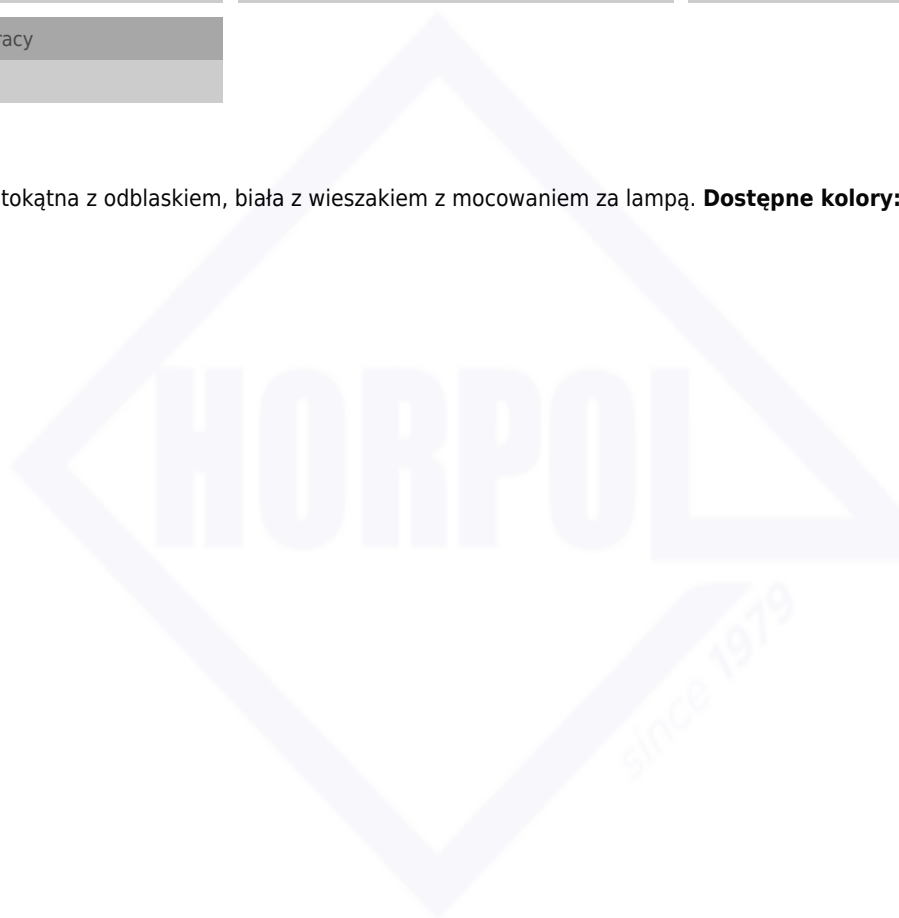 racy
tokątna z odblaskiem, biała z wieszakiem z mocowaniem za lampą. Dostępne kolory:
HORPOL
since 1979